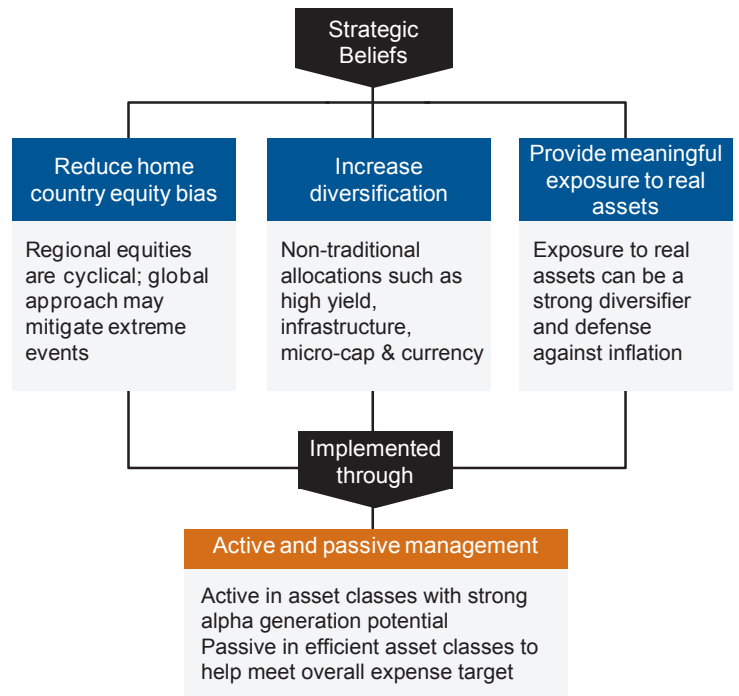 Strategic
Beliefs
Reduce home
country equity bias
Regional equities
are cyclical; global
approach may
mitigate extreme
events
Increase
diversification
Non-traditional
allocations such as
high yield,
infrastructure,
micro-cap & currency
Provide meaningful
exposure to real
assets
Exposure to real
assets can be a
strong diversifier
and defense
against inflation
Implemented
through
Active and passive management
Active in asset classes with strong
alpha generation potential
Passive in efficient asset classes to
help meet overall expense target